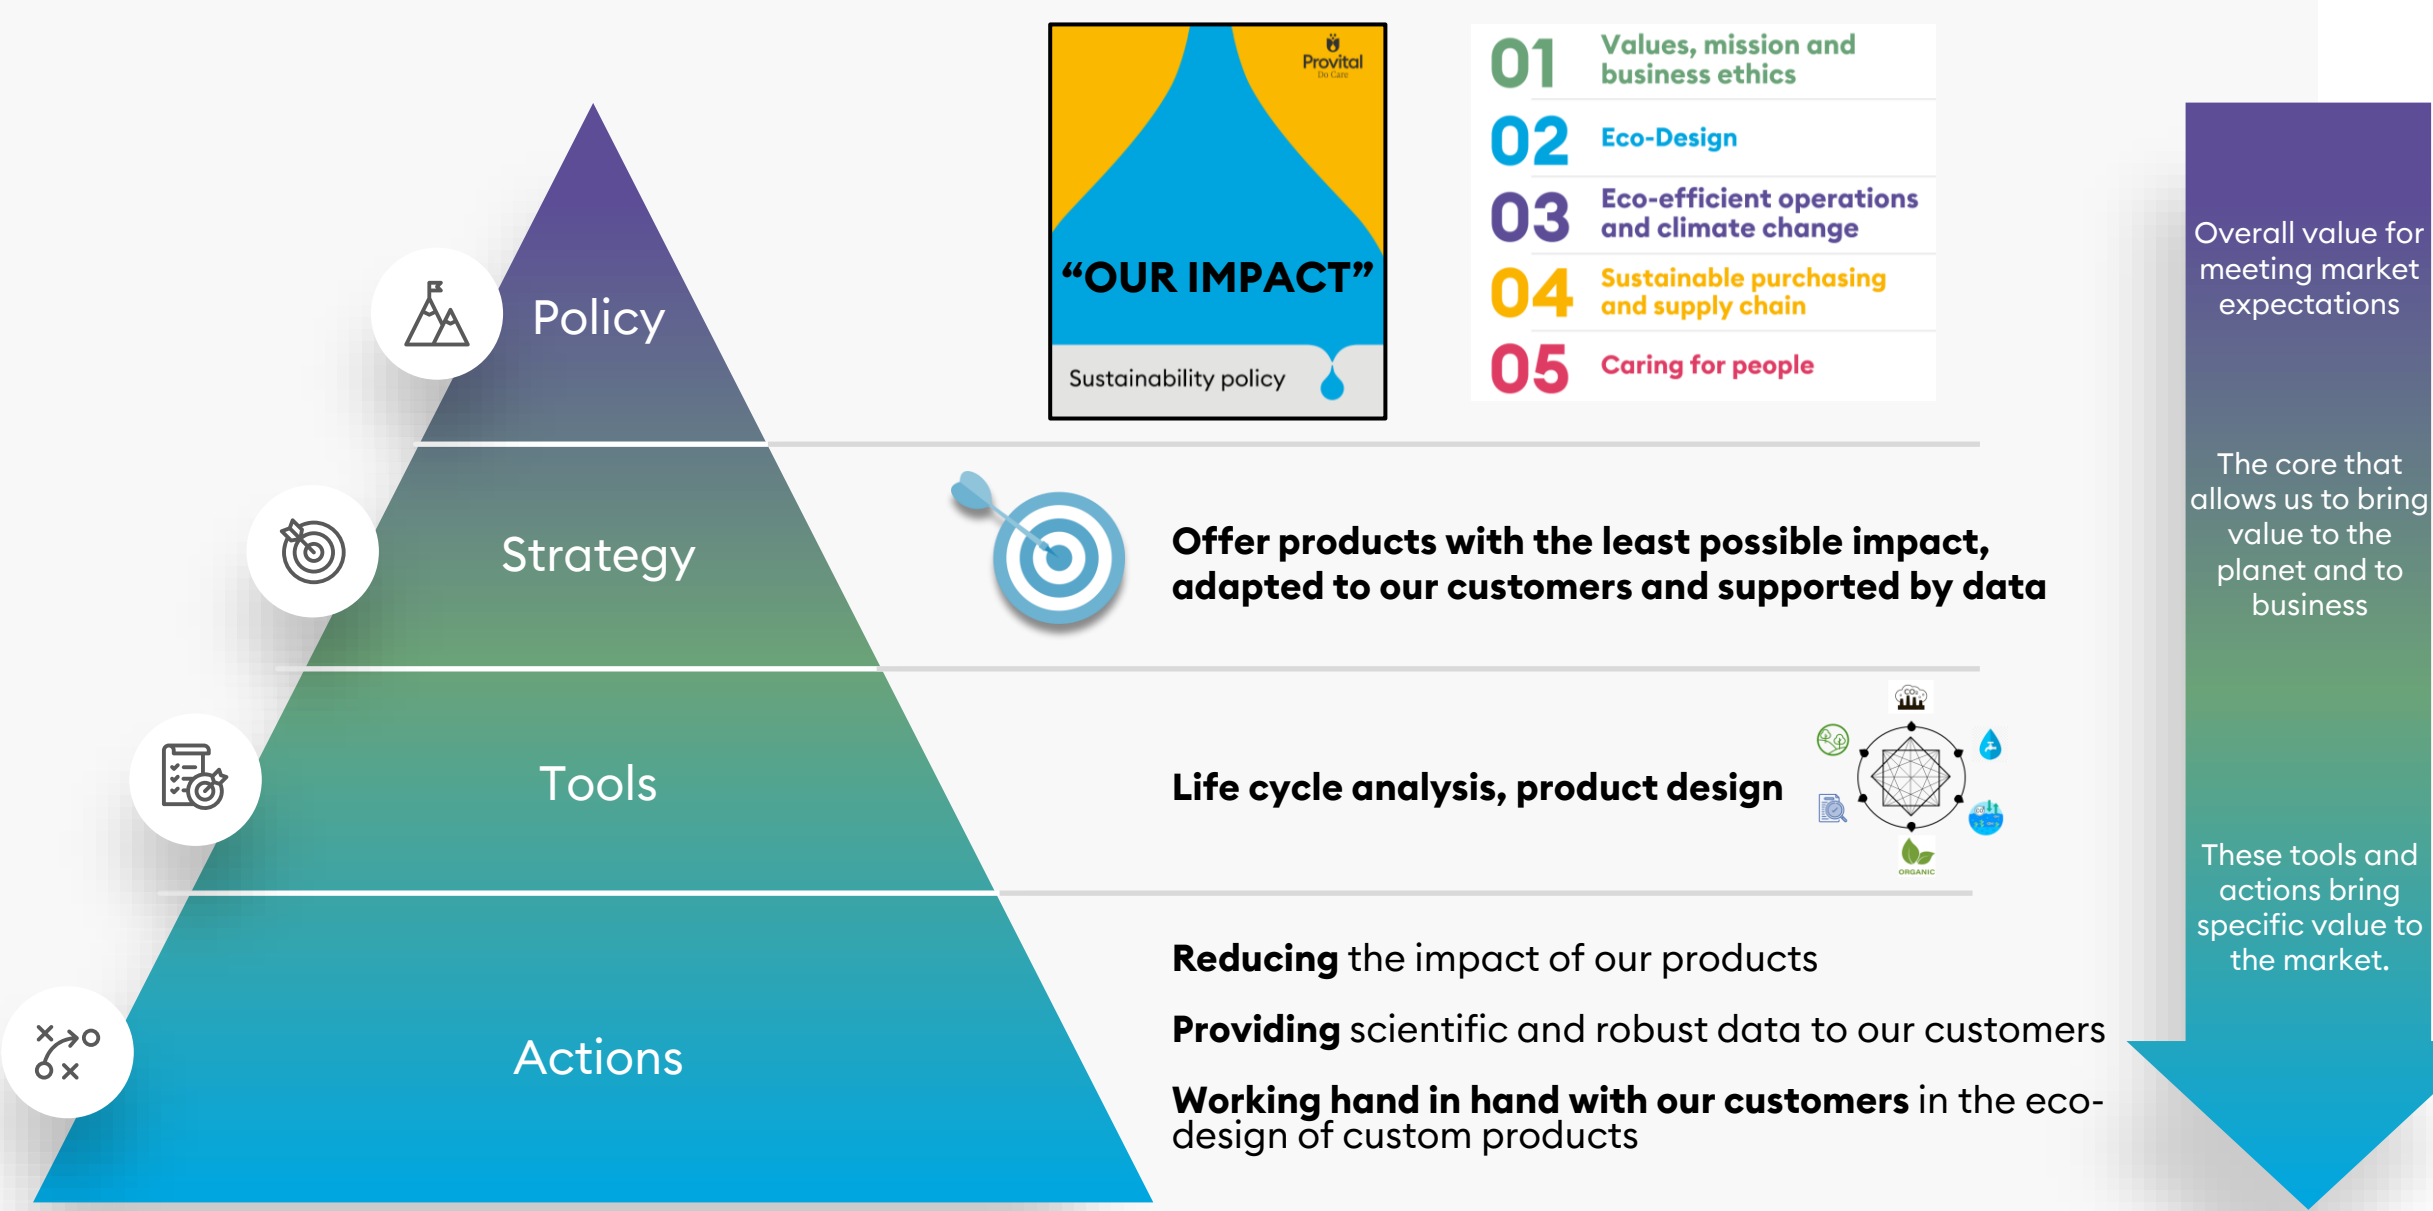 Provital
Do Care
“OUR IMPACT”
Sustainability policy
01 Values, mission and
business ethics
02 Eco-Design
03 Eco-efficient operations
and climate change
04 Sustainable purchasing
and supply chain
05 Caring for people
Policy
Overall value for
meeting market
expectations
Strategy
Offer products with the least possible impact,
adapted to our customers and supported by data
The core that
allows us to bring
value to the
planet and to
business
Tools
Life cycle analysis, product design
CO₂
ORGANIC
These tools and
actions bring
specific value to
the market.
Actions
Reducing the impact of our products
Providing scientific and robust data to our customers
Working hand in hand with our customers in the eco-
design of custom products